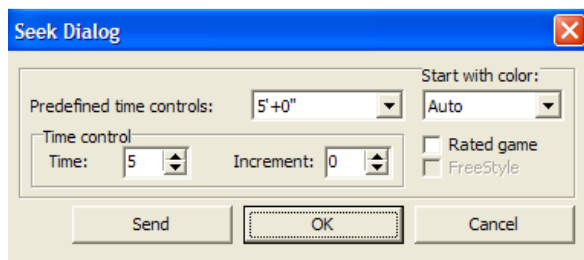 Seek Dialog
Start with color:
Predefined time controls: 5'+0" Auto
Time control
Time: 5 Increment: 0 Rated game
FreeStyle
Send OK Cancel